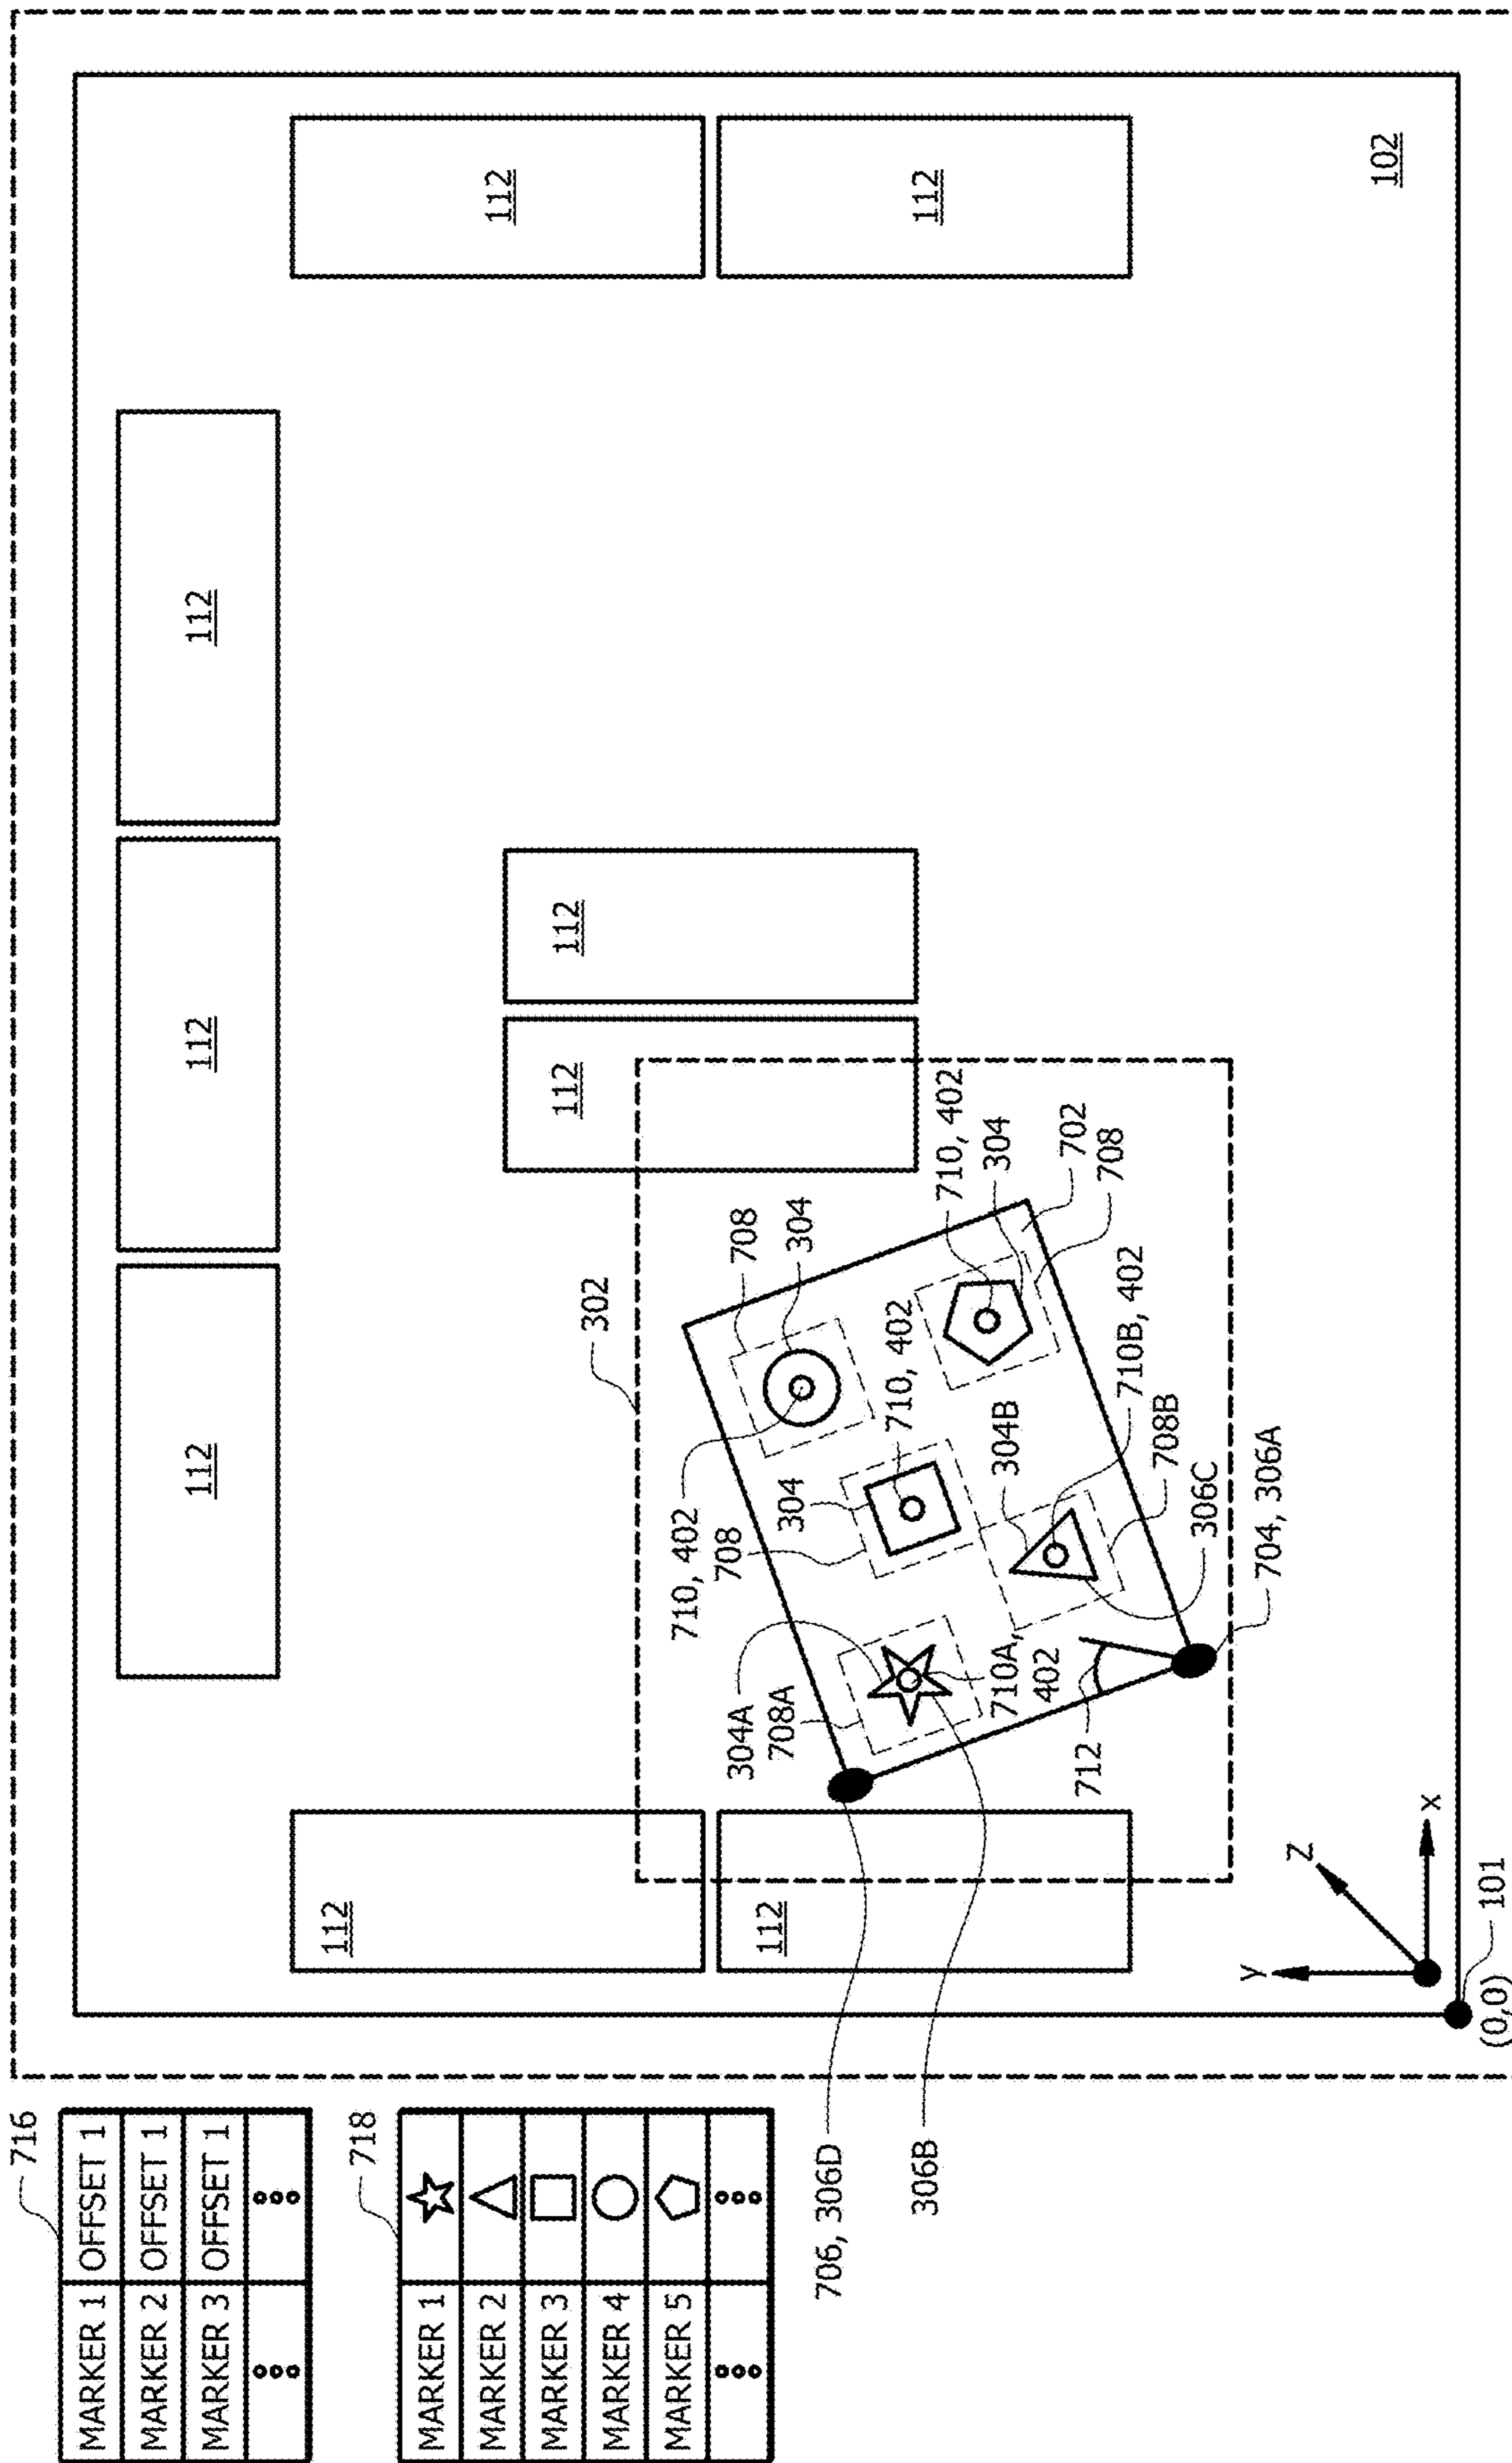 716
MARKER 1 OFFSET 1
MARKER 2 OFFSET 1
MARKER 3 OFFSET 1
718
MARKER 1
MARKER 2
MARKER 3
MARKER 4
MARKER 5
706, 306D
306B
112
112
112
112
112
112
112
112
112
302
708
304
710, 402
708
304
710, 402
304A
708A
710A,
402
304B
710, 402
304
702
708
710B, 402
708B
306C
704, 306A
712
y
Z
x
101
(0,0)
102